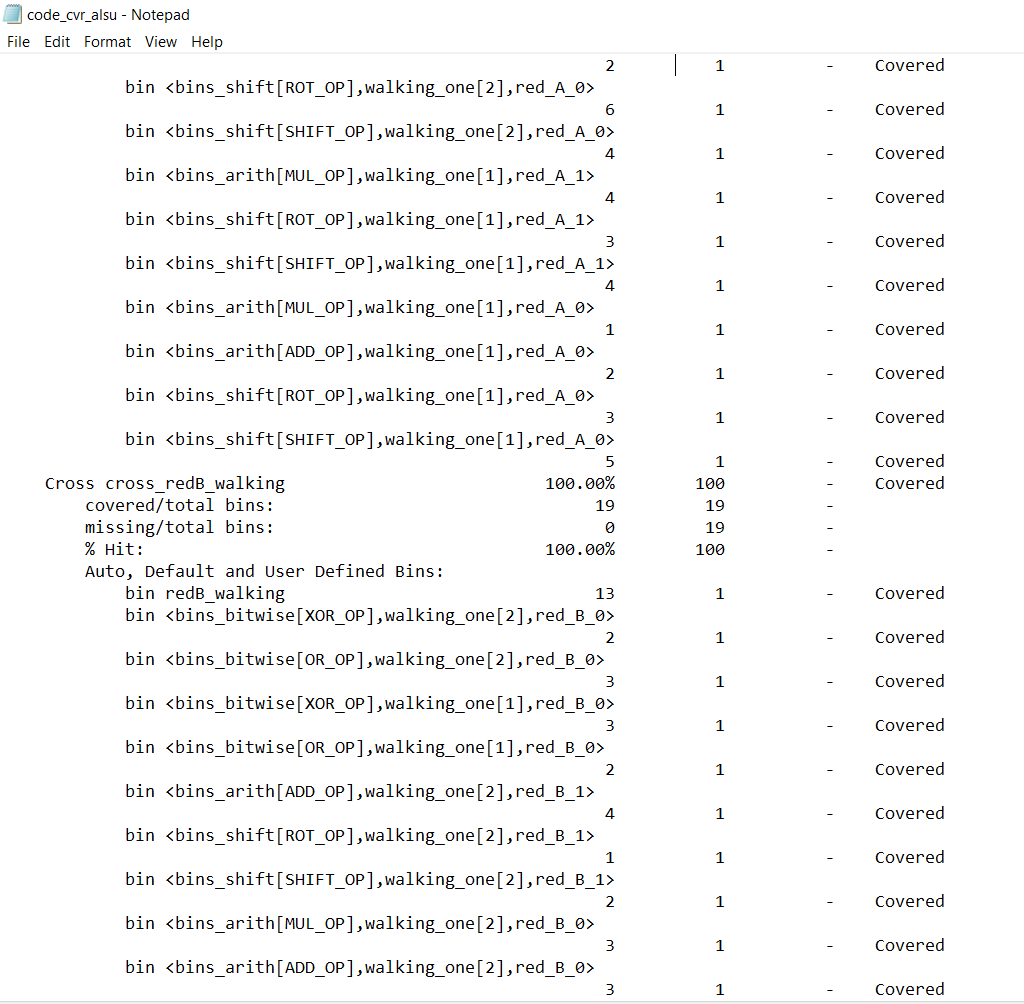 code_cvr_alsu - Notepad
File Edit Format View Help
2 1 - Covered
bin <bins_shift[ROT_OP],walking_one[2],red_A_0>
6 1 - Covered
bin <bins_shift[SHIFT_OP],walking_one[2],red_A_0>
4 1 - Covered
bin <bins_arith[MUL_OP],walking_one[1],red_A_1>
4 1 - Covered
bin <bins_shift[ROT_OP],walking_one[1],red_A_1>
3 1 - Covered
bin <bins_shift[SHIFT_OP],walking_one[1],red_A_1>
4 1 - Covered
bin <bins_arith[MUL_OP],walking_one[1],red_A_0>
1 1 - Covered
bin <bins_arith[ADD_OP],walking_one[1],red_A_0>
2 1 - Covered
bin <bins_shift[ROT_OP],walking_one[1],red_A_0>
3 1 - Covered
bin <bins_shift[SHIFT_OP],walking_one[1],red_A_0>
5 1 - Covered
Cross cross_redB_walking 100.00% 100 - Covered
covered/total bins: 19 19 -
missing/total bins: 0 19 -
% Hit: 100.00% 100 -
Auto, Default and User Defined Bins:
bin redB_walking 13 1 - Covered
bin <bins_bitwise[XOR_OP],walking_one[2],red_B_0>
2 1 - Covered
bin <bins_bitwise[OR_OP],walking_one[2],red_B_0>
3 1 - Covered
bin <bins_bitwise[XOR_OP],walking_one[1],red_B_0>
3 1 - Covered
bin <bins_bitwise[OR_OP],walking_one[1],red_B_0>
2 1 - Covered
bin <bins_arith[ADD_OP],walking_one[2],red_B_1>
4 1 - Covered
bin <bins_shift[ROT_OP],walking_one[2],red_B_1>
1 1 - Covered
bin <bins_shift[SHIFT_OP],walking_one[2],red_B_1>
2 1 - Covered
bin <bins_arith[MUL_OP],walking_one[2],red_B_0>
3 1 - Covered
bin <bins_arith[ADD_OP],walking_one[2],red_B_0>
3 1 - Covered